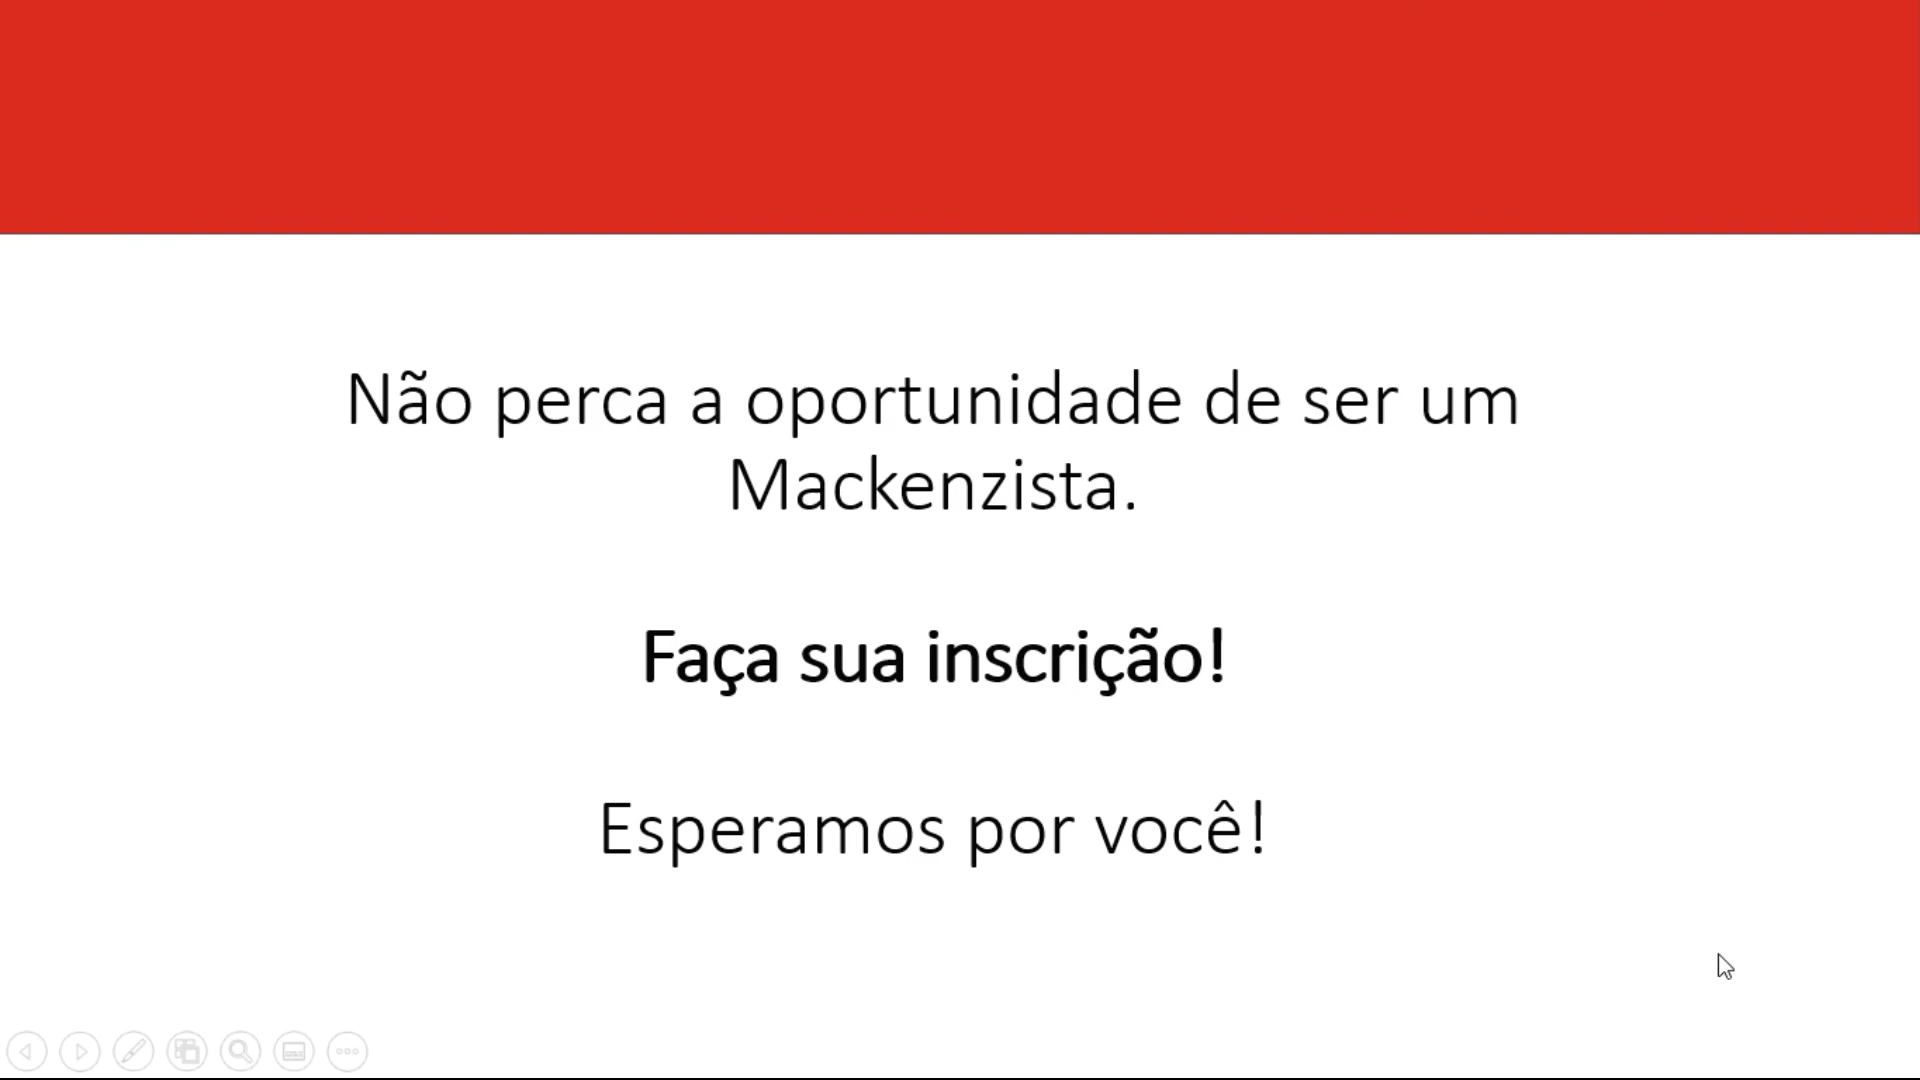 Não perca a oportunidade de ser um
Mackenzista.
Faça sua inscrição!
Esperamos por você!